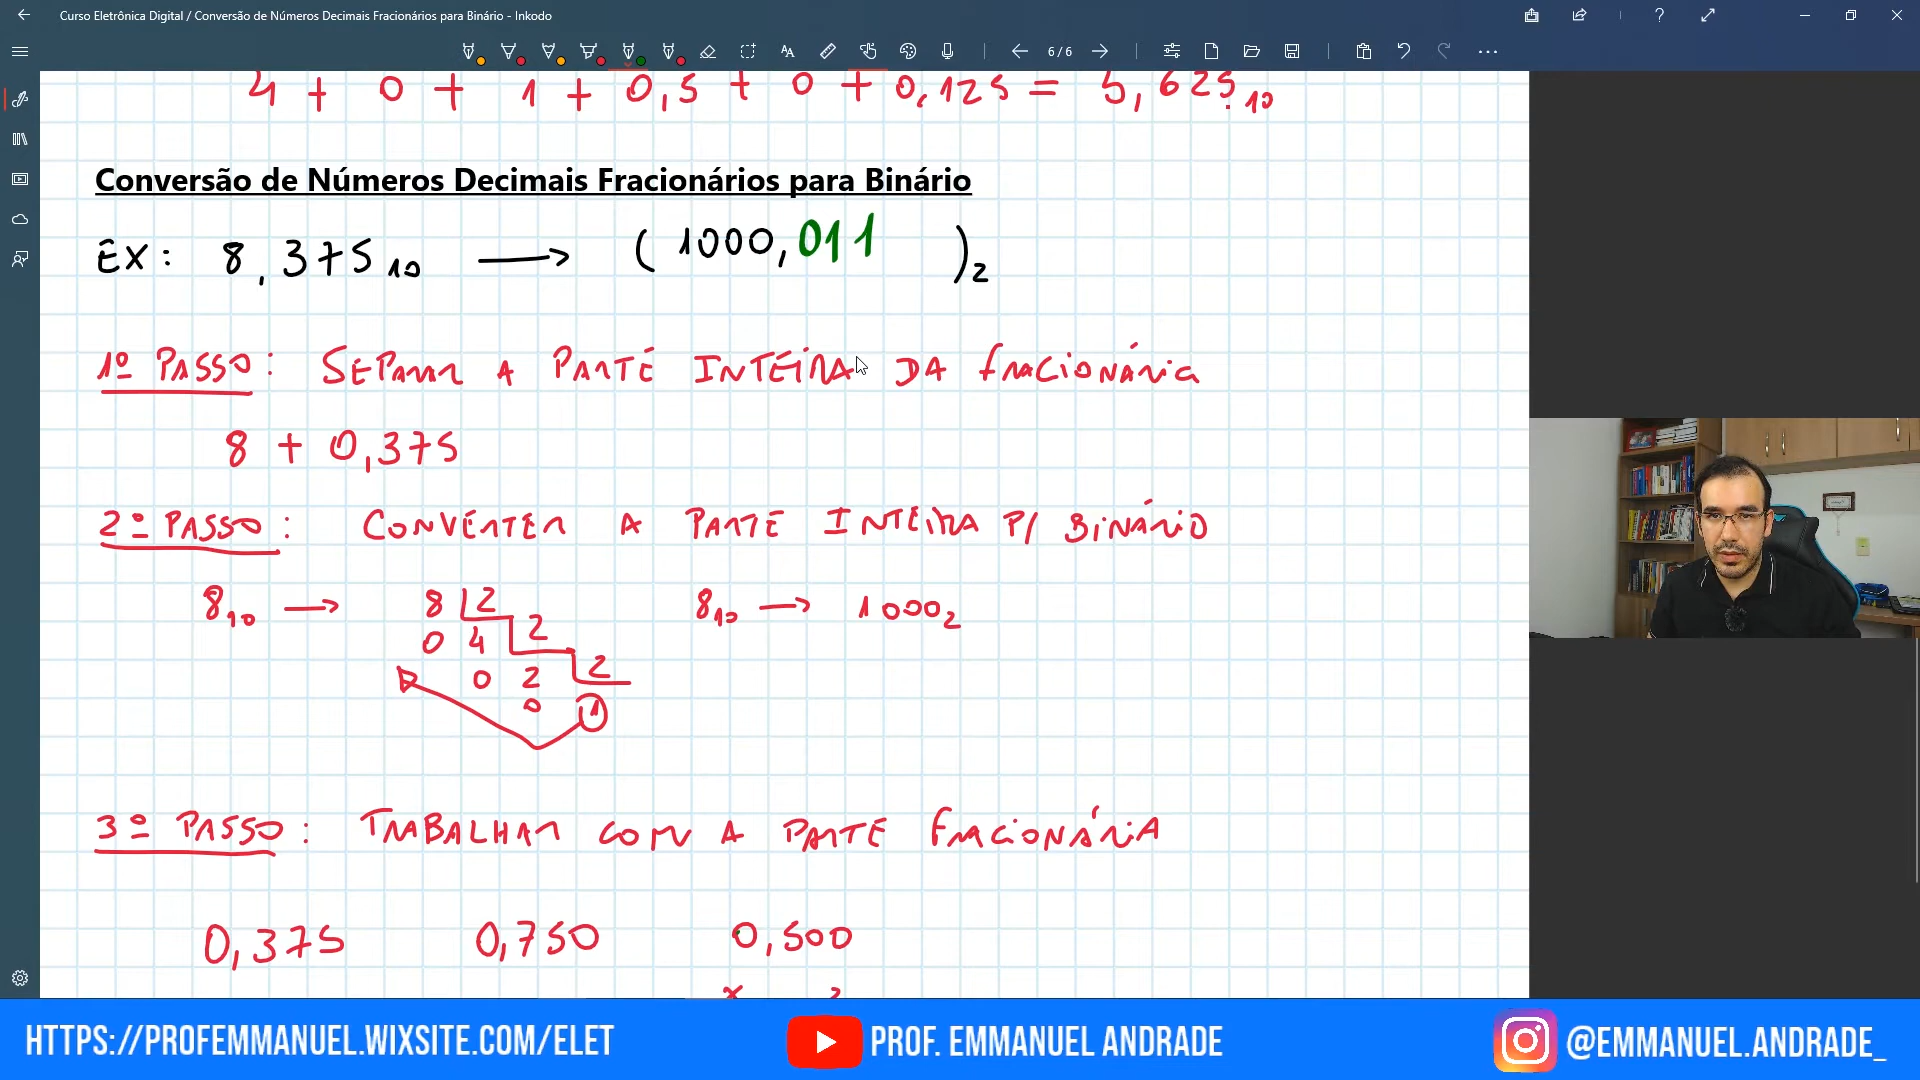 Curso Eletrônica Digital / Conversão de Números Decimais Fracionários para Binário - Inkodo
6/6
4 + 0 + 1 + 0,5 + 0 + 0,125 = 5,625₁₀
Conversão de Números Decimais Fracionários para Binário
EX: 8,375₁₀ → (1000,011)₂
1º PASSO: SEPARAR A PARTE INTEIRA DA FRACIONÁRIA
8 + 0,375
2º PASSO: CONVERTER A PARTE INTEIRA P/ BINÁRIO
8₁₀ → 8 2 8₁₀ → 1000₂
0 4 2
0 2 2
0 1
3º PASSO: TRABALHAR COM A PARTE FRACIONÁRIA
0,375 0,750 0,500
x 2
HTTPS://PROFEMMANUEL.WIXSITE.COM/ELET PROF. EMMANUEL ANDRADE @EMMANUEL.ANDRADE_